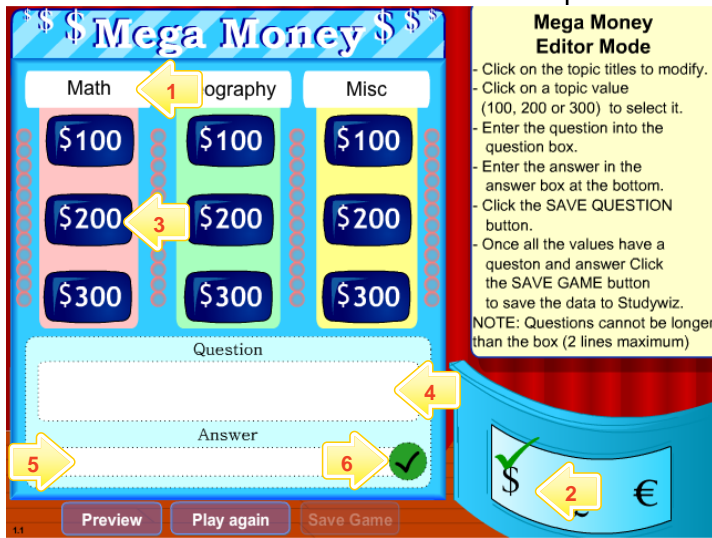 $ $ $ Mega Money $ $ $
Math
1
ography
Misc
$100
$100
$100
$200
3
$200
$200
$300
$300
$300
Question
4
Answer
5
6
Preview
Play again
Save Game
1.1
Mega Money
Editor Mode
- Click on the topic titles to modify.
- Click on a topic value
(100, 200 or 300) to select it.
- Enter the question into the
question box.
- Enter the answer in the
answer box at the bottom.
- Click the SAVE QUESTION
button.
- Once all the values have a
queston and answer Click
the SAVE GAME button
to save the data to Studywiz.
NOTE: Questions cannot be longer
than the box (2 lines maximum)
$
2
€